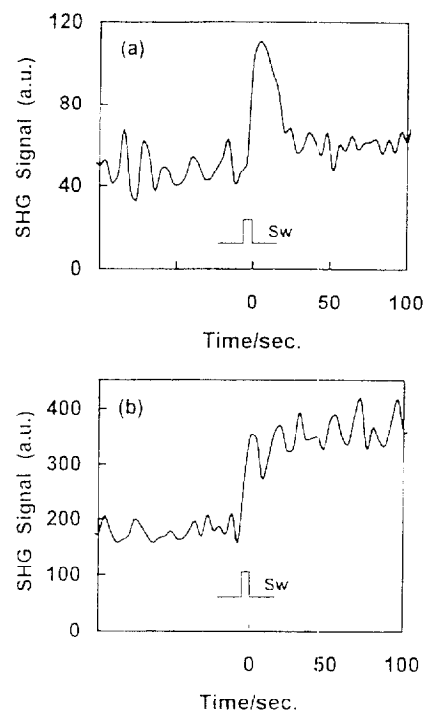 120
(a)
80
SHG Signal (a.u.)
40
Sw
0
0 50 100
Time/sec.
400
(b)
300
SHG Signal (a.u.)
200
100
Sw
0
0 50 100
Time/sec.